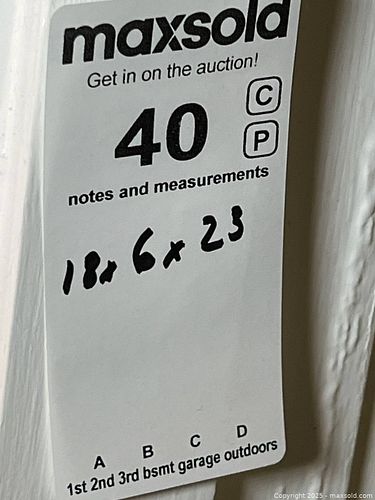 maxsold
Get in on the auction!
40
C
P
notes and measurements
18x 6x 23
A B C D
1st 2nd 3rd bsmt garage outdoors
Copyright 2025 - maxsold.com